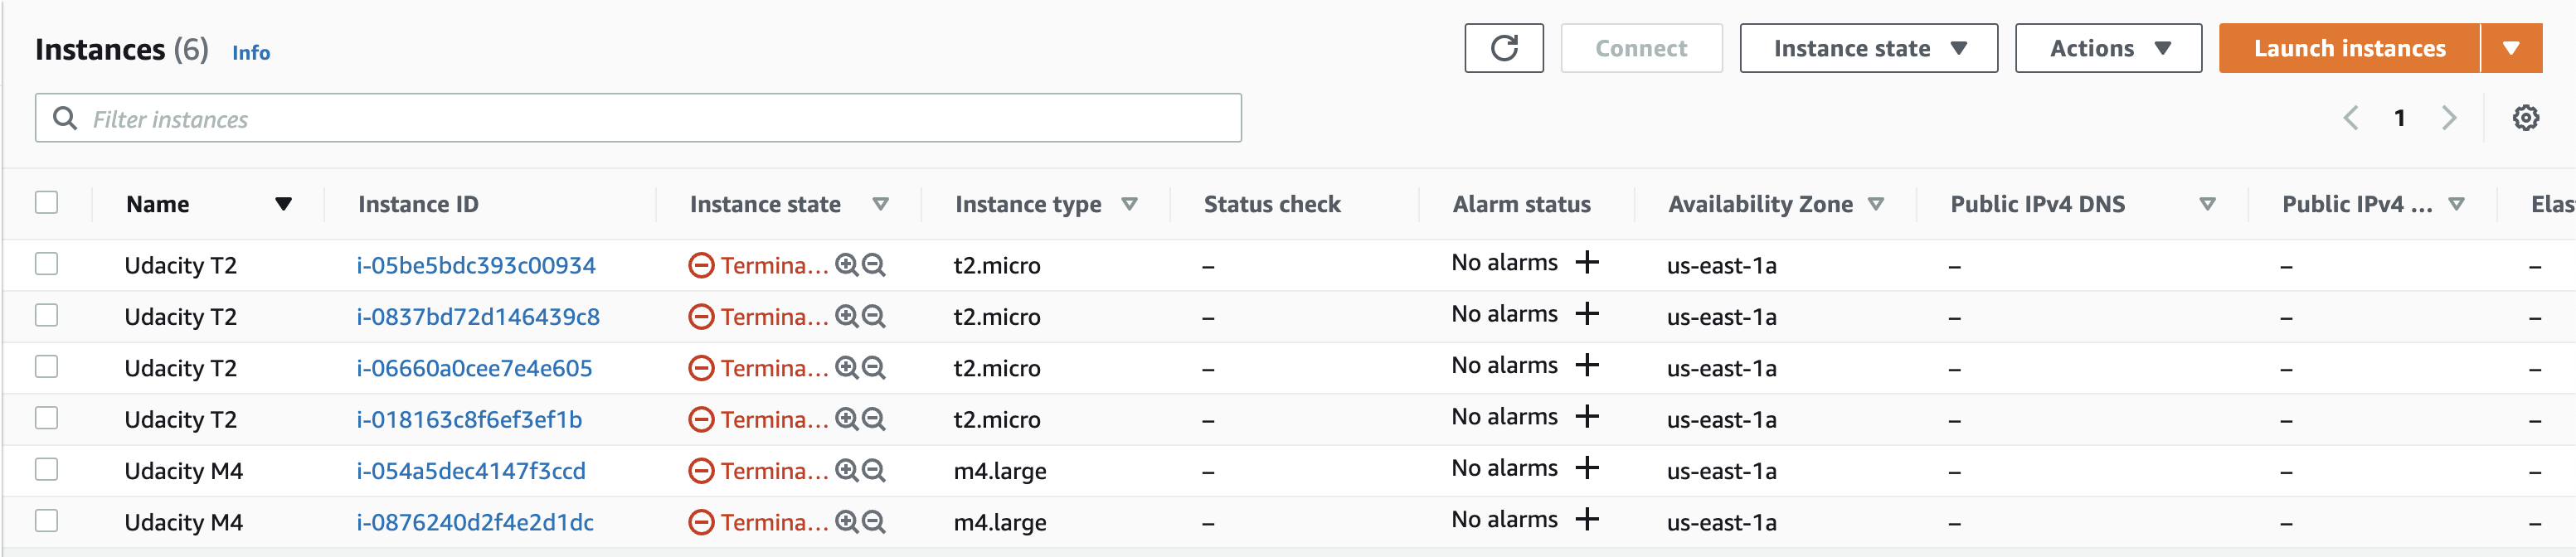 Instances (6) Info Connect Instance state Actions Launch instances
Filter instances 1
Name Instance ID Instance state Instance type Status check Alarm status Availability Zone Public IPv4 DNS Public IPv4 ... Elas
Udacity T2 i-05be5bdc393c00934 Termina... t2.micro – No alarms + us-east-1a – – –
Udacity T2 i-0837bd72d146439c8 Termina... t2.micro – No alarms + us-east-1a – – –
Udacity T2 i-06660a0cee7e4e605 Termina... t2.micro – No alarms + us-east-1a – – –
Udacity T2 i-018163c8f6ef3ef1b Termina... t2.micro – No alarms + us-east-1a – – –
Udacity M4 i-054a5dec4147f3ccd Termina... m4.large – No alarms + us-east-1a – – –
Udacity M4 i-0876240d2f4e2d1dc Termina... m4.large – No alarms + us-east-1a – – –